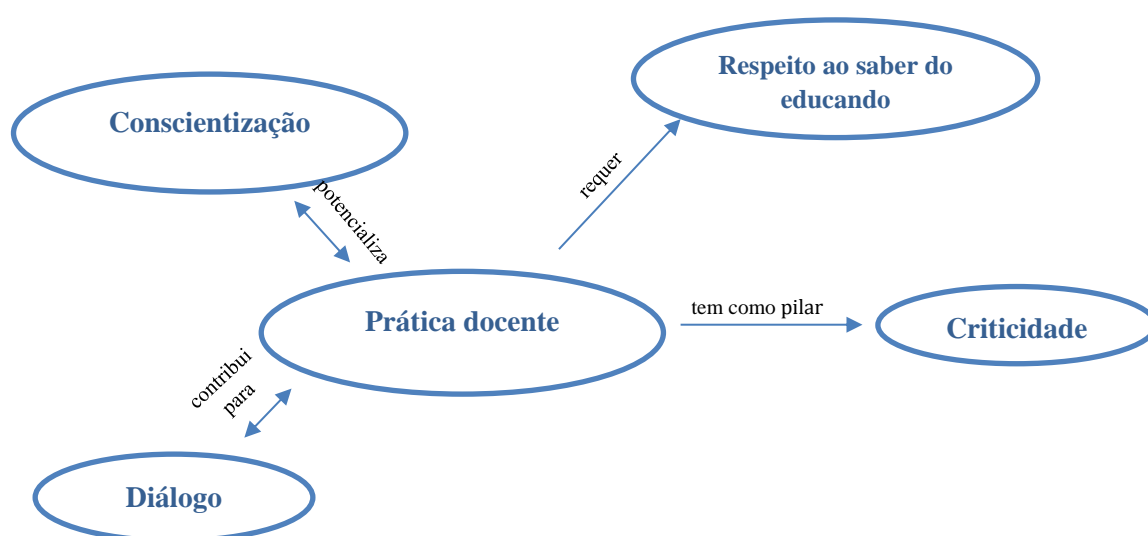 Respeito ao saber do
educando
Conscientização
requer
potencializa
Prática docente
tem como pilar
Criticidade
contribui
para
Diálogo